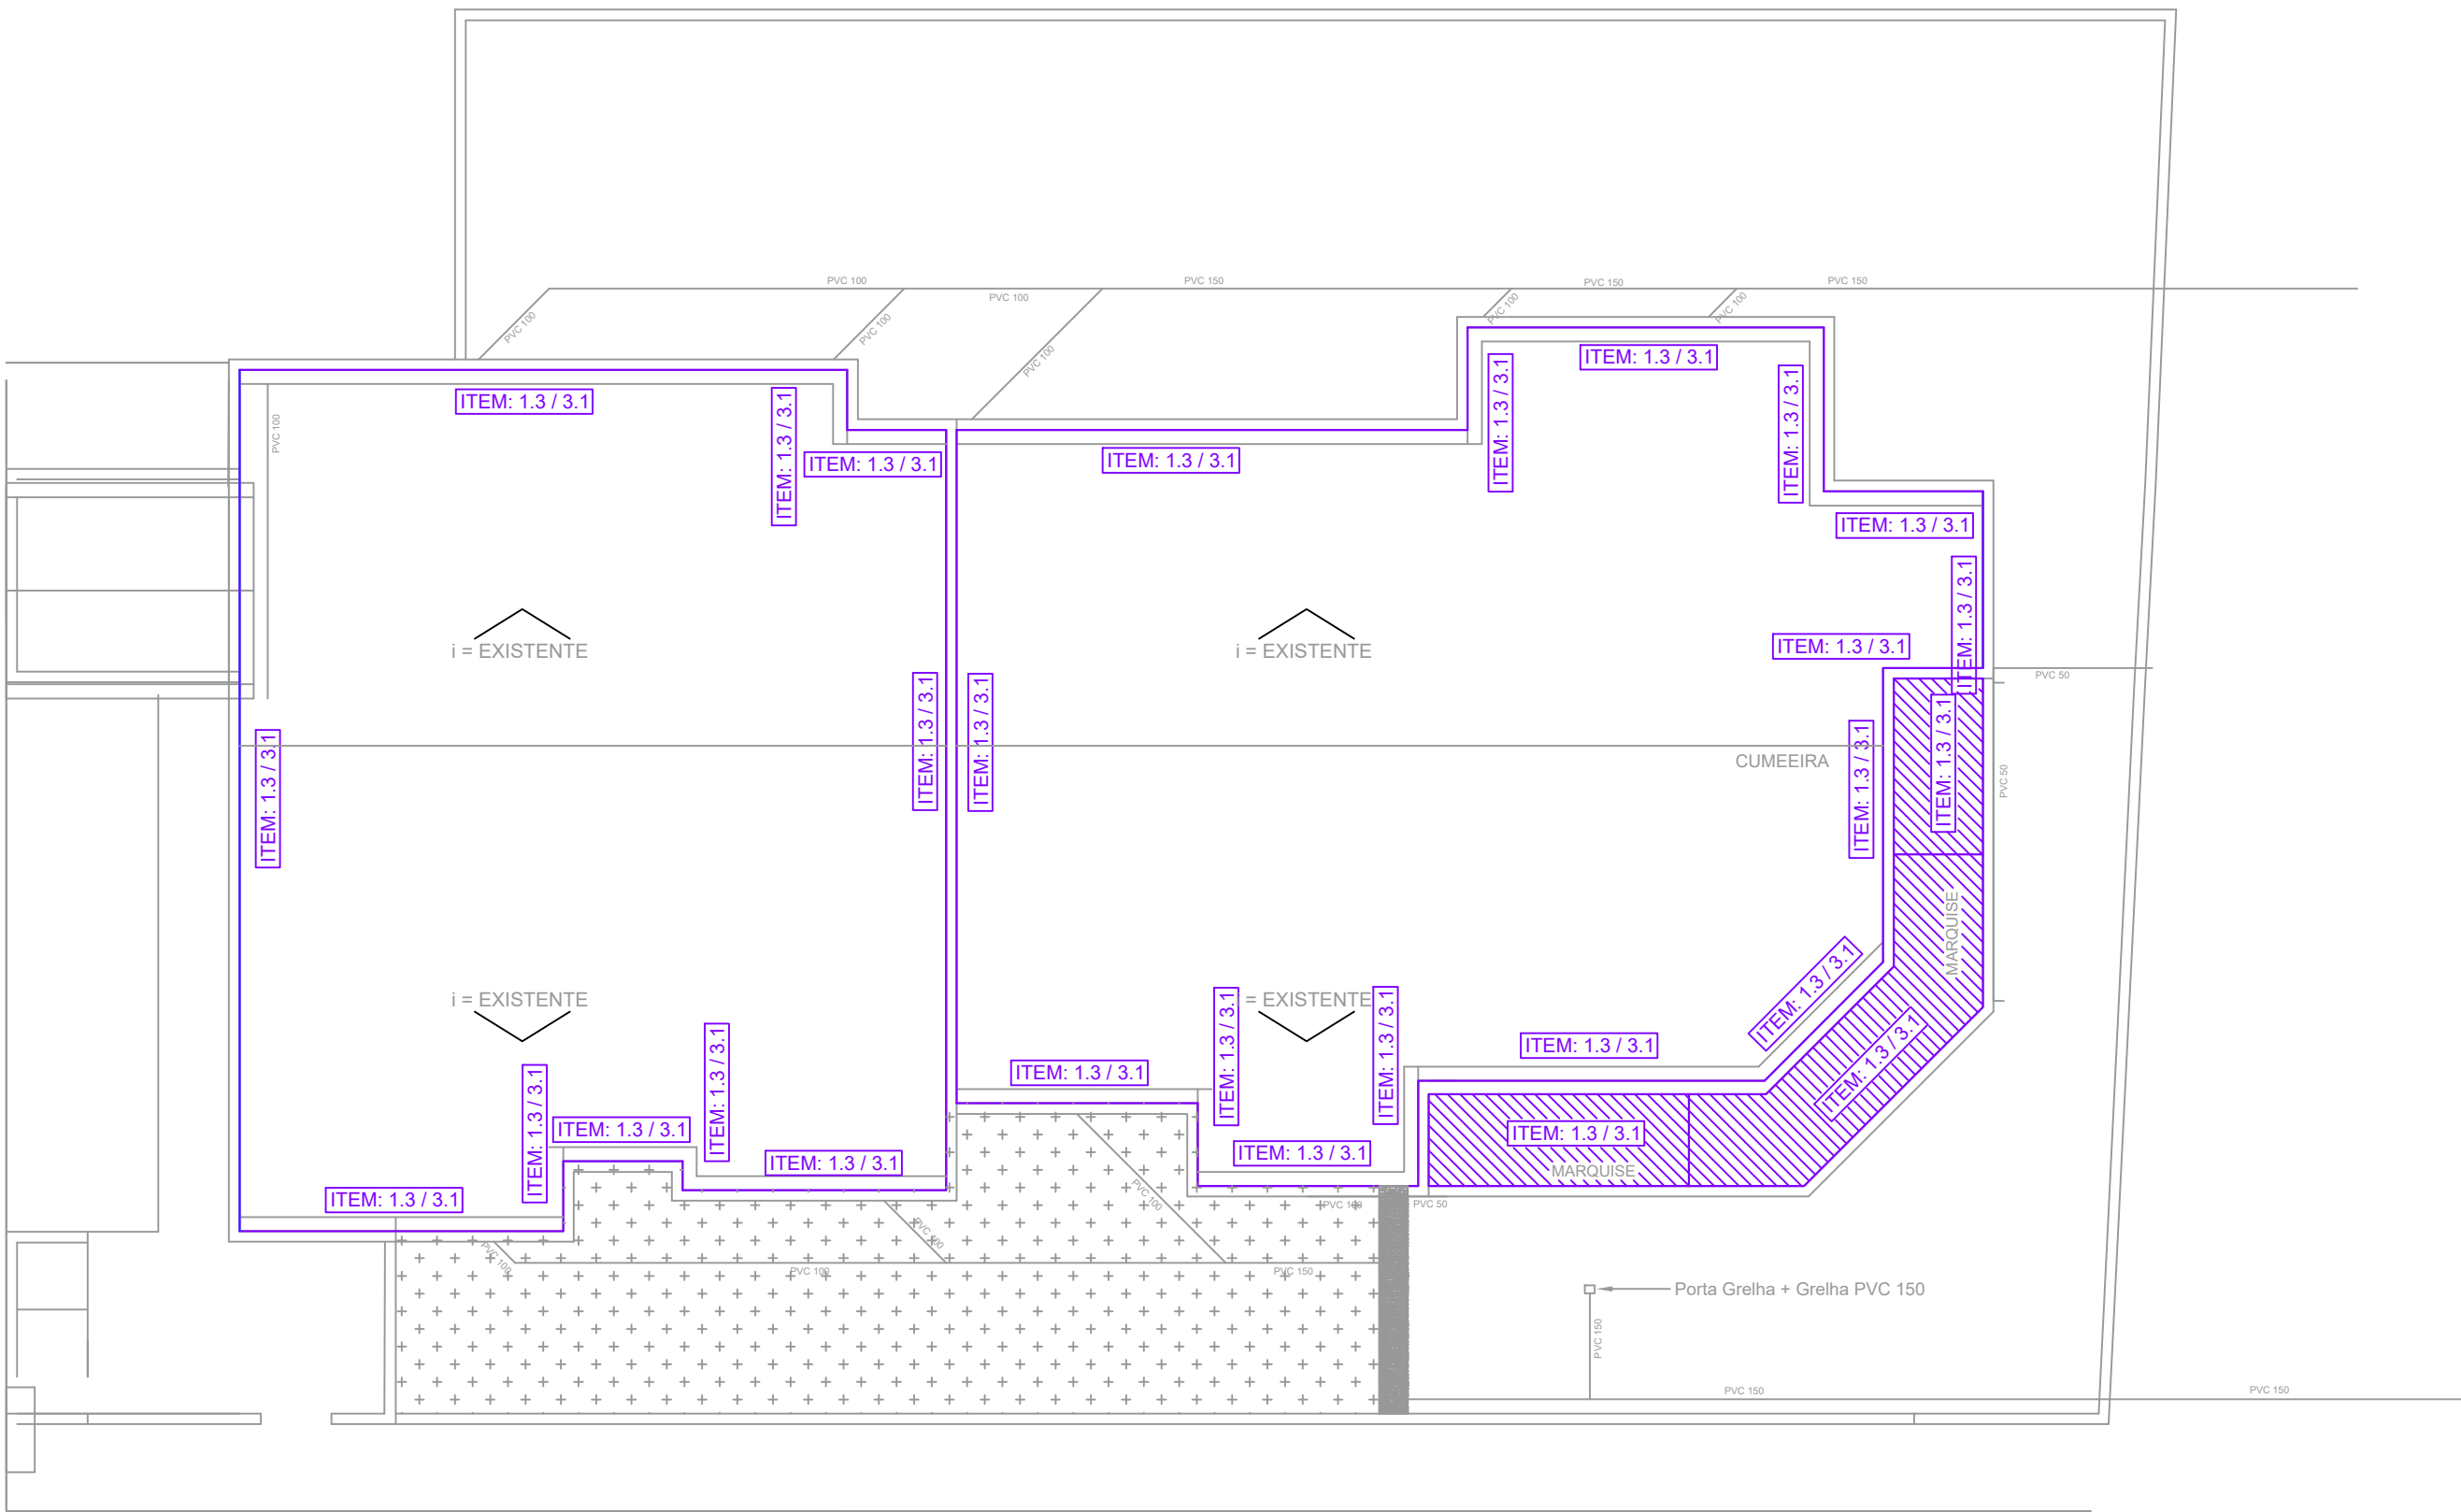 PVC 100
PVC 150
PVC 150
PVC 150
PVC 100
PVC 100
PVC 100
PVC 100
PVC 100
PVC 100
ITEM: 1.3 / 3.1
ITEM: 1.3 / 3.1
ITEM: 1.3 / 3.1
ITEM: 1.3 / 3.1
ITEM: 1.3 / 3.1
ITEM: 1.3 / 3.1
ITEM: 1.3 / 3.1
PVC 100
ITEM: 1.3 / 3.1
ITEM: 1.3 / 3.1
i = EXISTENTE
i = EXISTENTE
ITEM: 1.3 / 3.1
PVC 50
ITEM: 1.3 / 3.1
ITEM: 1.3 / 3.1
ITEM: 1.3 / 3.1
CUMEEIRA
ITEM: 1.3 / 3.1
ITEM: 1.3 / 3.1
PVC 50
MARQUISE
i = EXISTENTE
= EXISTENTE
ITEM: 1.3 / 3.1
ITEM: 1.3 / 3.1
ITEM: 1.3 / 3.1
ITEM: 1.3 / 3.1
ITEM: 1.3 / 3.1
ITEM: 1.3 / 3.1
ITEM: 1.3 / 3.1
ITEM: 1.3 / 3.1
ITEM: 1.3 / 3.1
ITEM: 1.3 / 3.1
ITEM: 1.3 / 3.1
ITEM: 1.3 / 3.1
ITEM: 1.3 / 3.1
MARQUISE
ITEM: 1.3 / 3.1
PVC 100
PVC 100
PVC 50
PVC 100
PVC 100
PVC 100
PVC 150
Porta Grelha + Grelha PVC 150
PVC 150
PVC 150
PVC 150